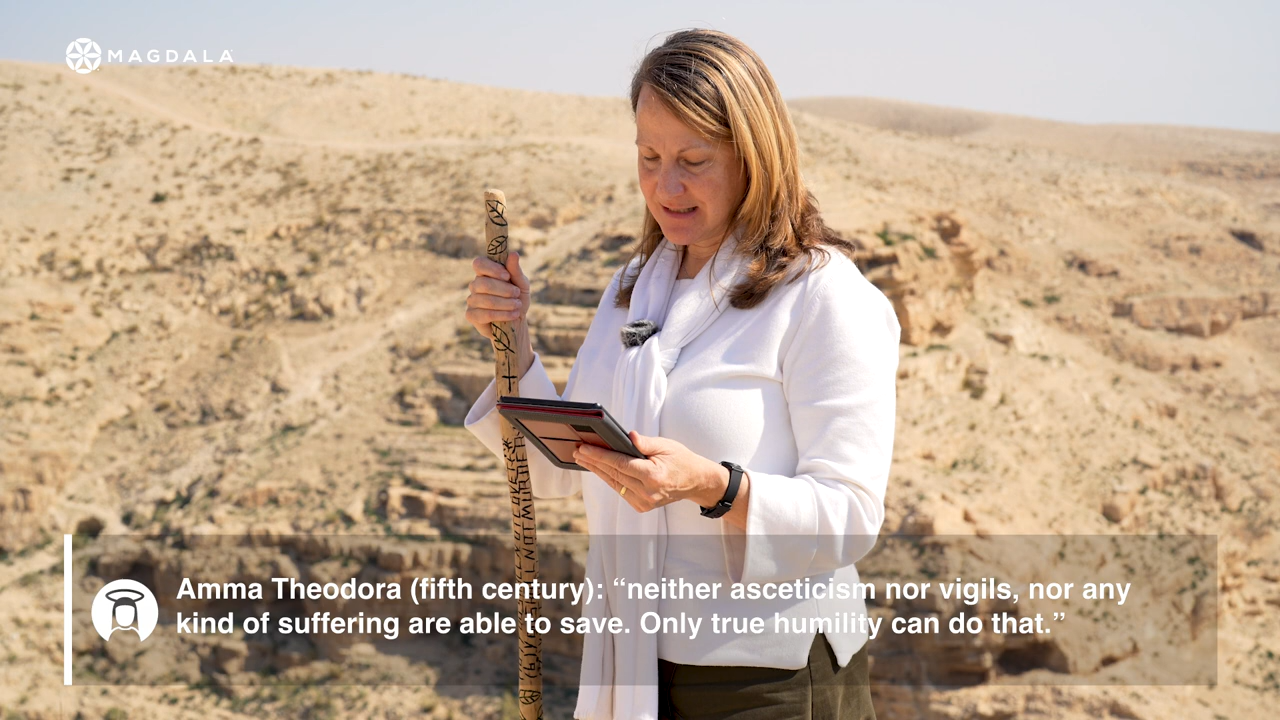 MAGDALA
Amma Theodora (fifth century): “neither asceticism nor vigils, nor any
kind of suffering are able to save. Only true humility can do that.”